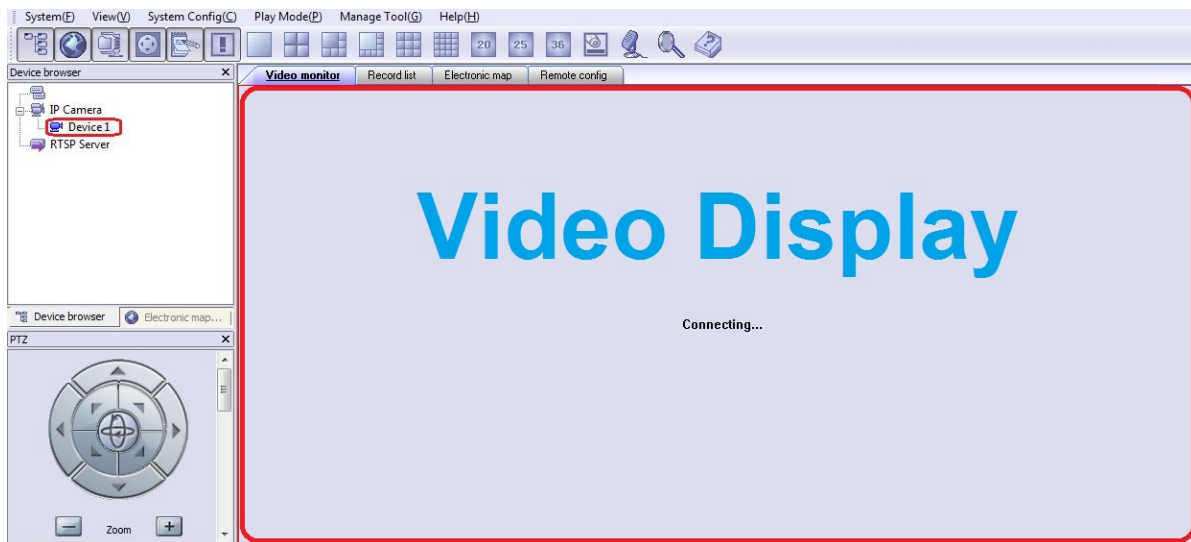 System(F) View(V) System Config(C) Play Mode(P) Manage Tool(G) Help(H)
20 25 36
Device browser
Video monitor Record list Electronic map Remote config
IP Camera
Device 1
RTSP Server
Video Display
Connecting...
Device browser Electronic map...
PTZ
Zoom